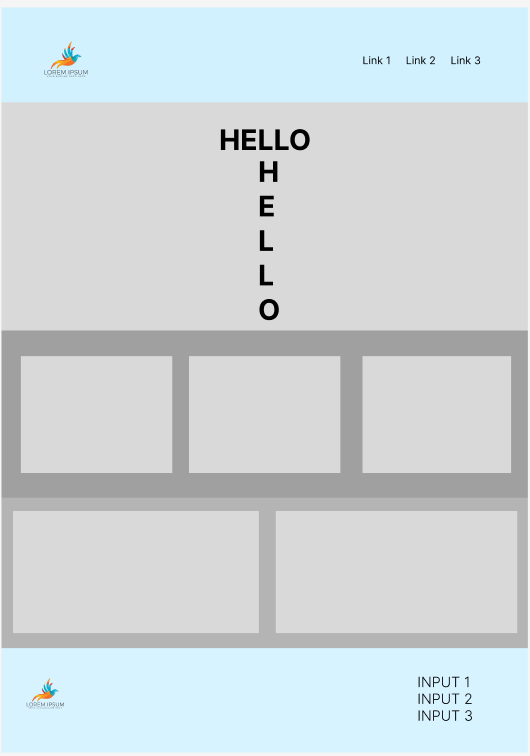 LOREM IPSUM
Link 1 Link 2 Link 3
HELLO
H
E
L
L
O
LOREM IPSUM
INPUT 1
INPUT 2
INPUT 3